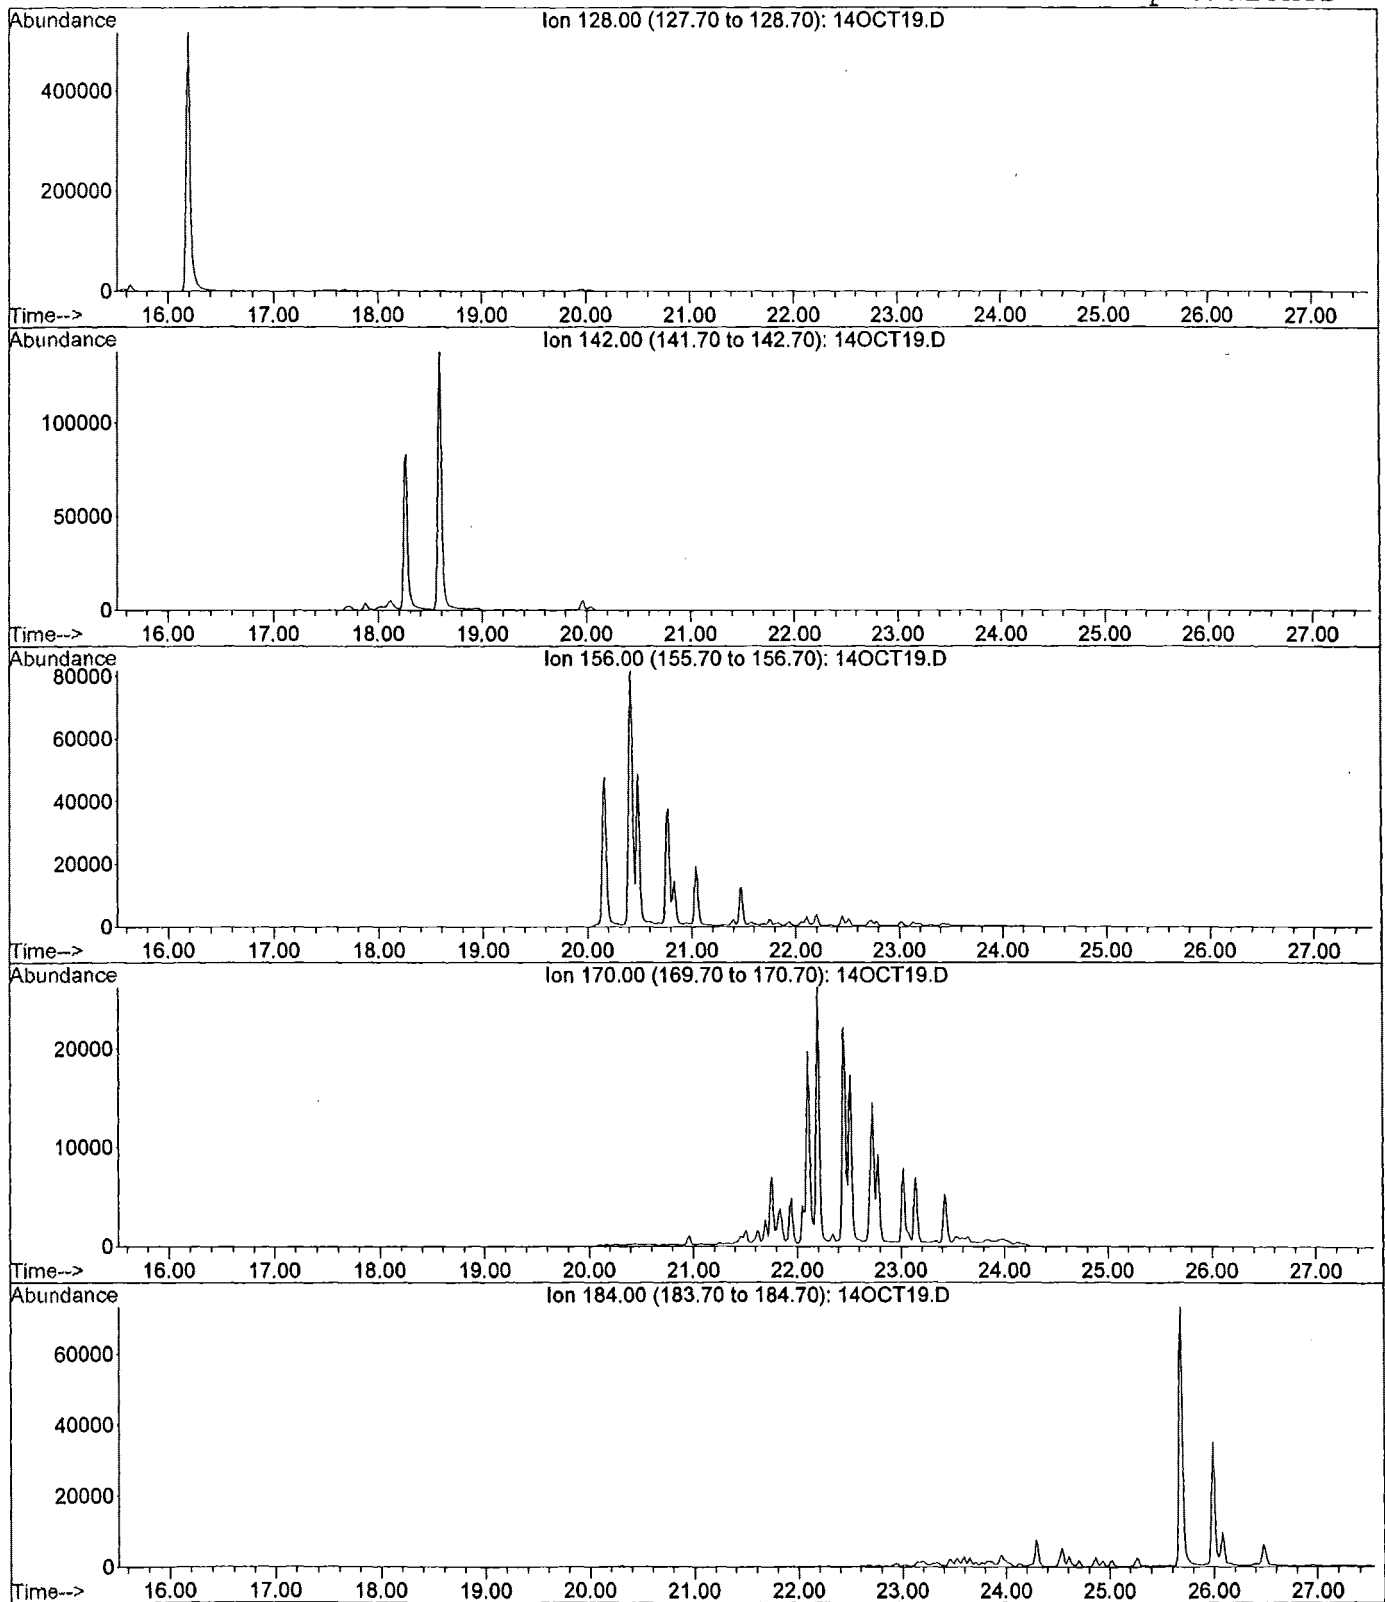 Abundance
Ion 128.00 (127.70 to 128.70): 14OCT19.D
400000
200000
0
Time--> 16.00 17.00 18.00 19.00 20.00 21.00 22.00 23.00 24.00 25.00 26.00 27.00
Abundance
Ion 142.00 (141.70 to 142.70): 14OCT19.D
100000
50000
0
Time--> 16.00 17.00 18.00 19.00 20.00 21.00 22.00 23.00 24.00 25.00 26.00 27.00
Abundance
Ion 156.00 (155.70 to 156.70): 14OCT19.D
80000
60000
40000
20000
0
Time--> 16.00 17.00 18.00 19.00 20.00 21.00 22.00 23.00 24.00 25.00 26.00 27.00
Abundance
Ion 170.00 (169.70 to 170.70): 14OCT19.D
20000
10000
0
Time--> 16.00 17.00 18.00 19.00 20.00 21.00 22.00 23.00 24.00 25.00 26.00 27.00
Abundance
Ion 184.00 (183.70 to 184.70): 14OCT19.D
60000
40000
20000
0
Time--> 16.00 17.00 18.00 19.00 20.00 21.00 22.00 23.00 24.00 25.00 26.00 27.00